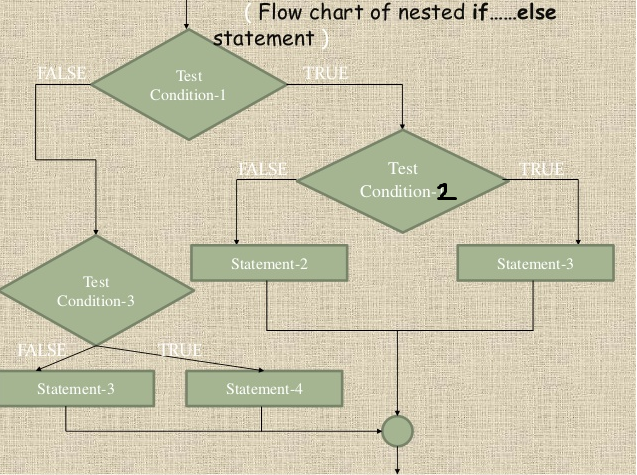 ( Flow chart of nested if......else
statement )
FALSE
Test
Condition-1
TRUE
FALSE
Test
Condition-2
TRUE
Statement-2
Statement-3
Test
Condition-3
FALSE
TRUE
Statement-3
Statement-4